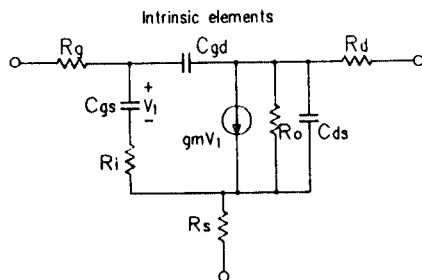 Intrinsic elements
Rg
Cgd
Rd
Cgs
+
V1
−
gmV1
Ro
Cds
Ri
Rs